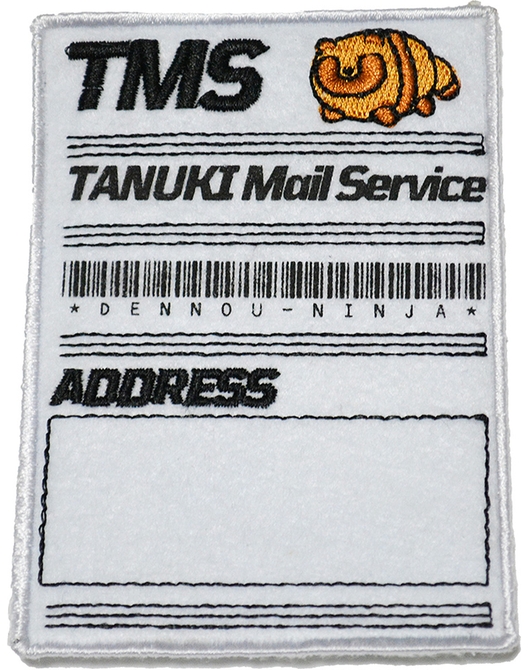 TMS
TANUKI Mail Service
*DENNOU-NINJA*
ADDRESS